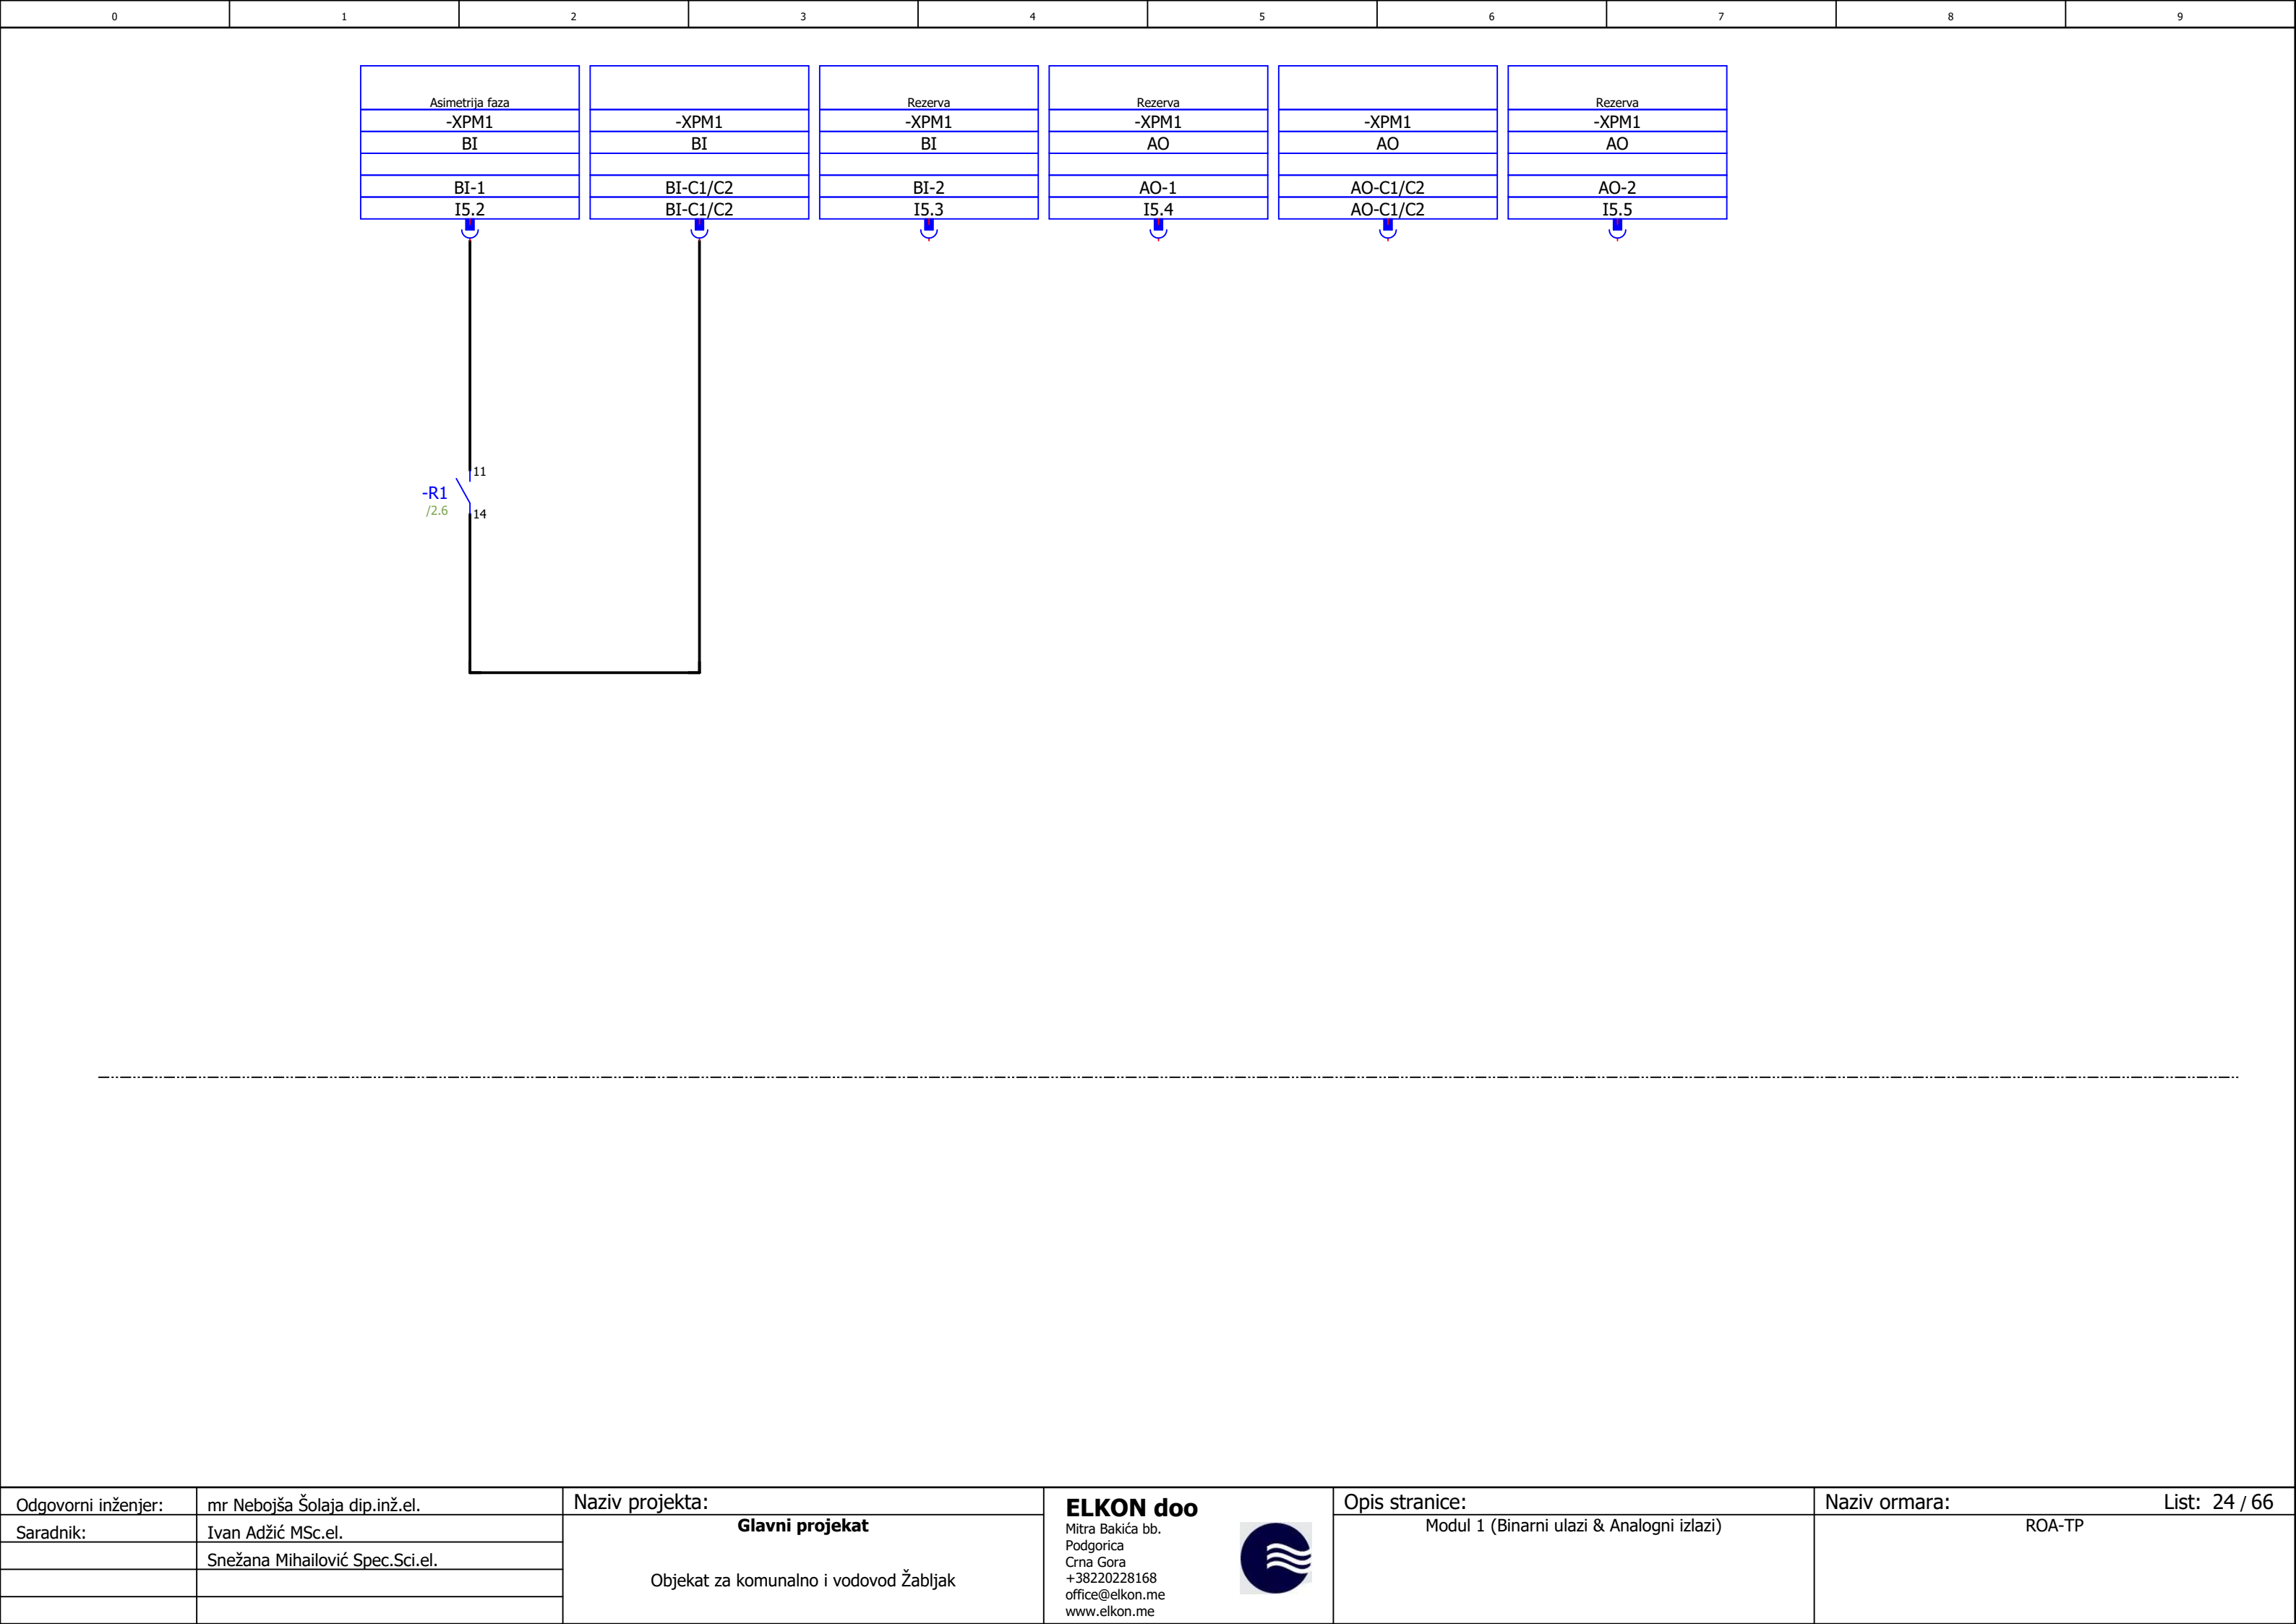 0 1 2 3 4 5 6 7 8 9
Asimetrija faza Rezerva Rezerva Rezerva
-XPM1 -XPM1 -XPM1 -XPM1 -XPM1 -XPM1
BI BI BI AO AO AO
BI-1 BI-C1/C2 BI-2 AO-1 AO-C1/C2 AO-2
I5.2 BI-C1/C2 I5.3 I5.4 AO-C1/C2 I5.5
11
-R1
/2.6
14
Odgovorni inženjer: mr Nebojša Šolaja dip.inž.el.
Saradnik: Ivan Adžić MSc.el.
Snežana Mihailović Spec.Sci.el.
Naziv projekta:
Glavni projekat
Objekat za komunalno i vodovod Žabljak
ELKON doo
Mitra Bakića bb.
Podgorica
Crna Gora
+38220228168
office@elkon.me
www.elkon.me
Opis stranice:
Modul 1 (Binarni ulazi & Analogni izlazi)
Naziv ormara: List: 24 / 66
ROA-TP